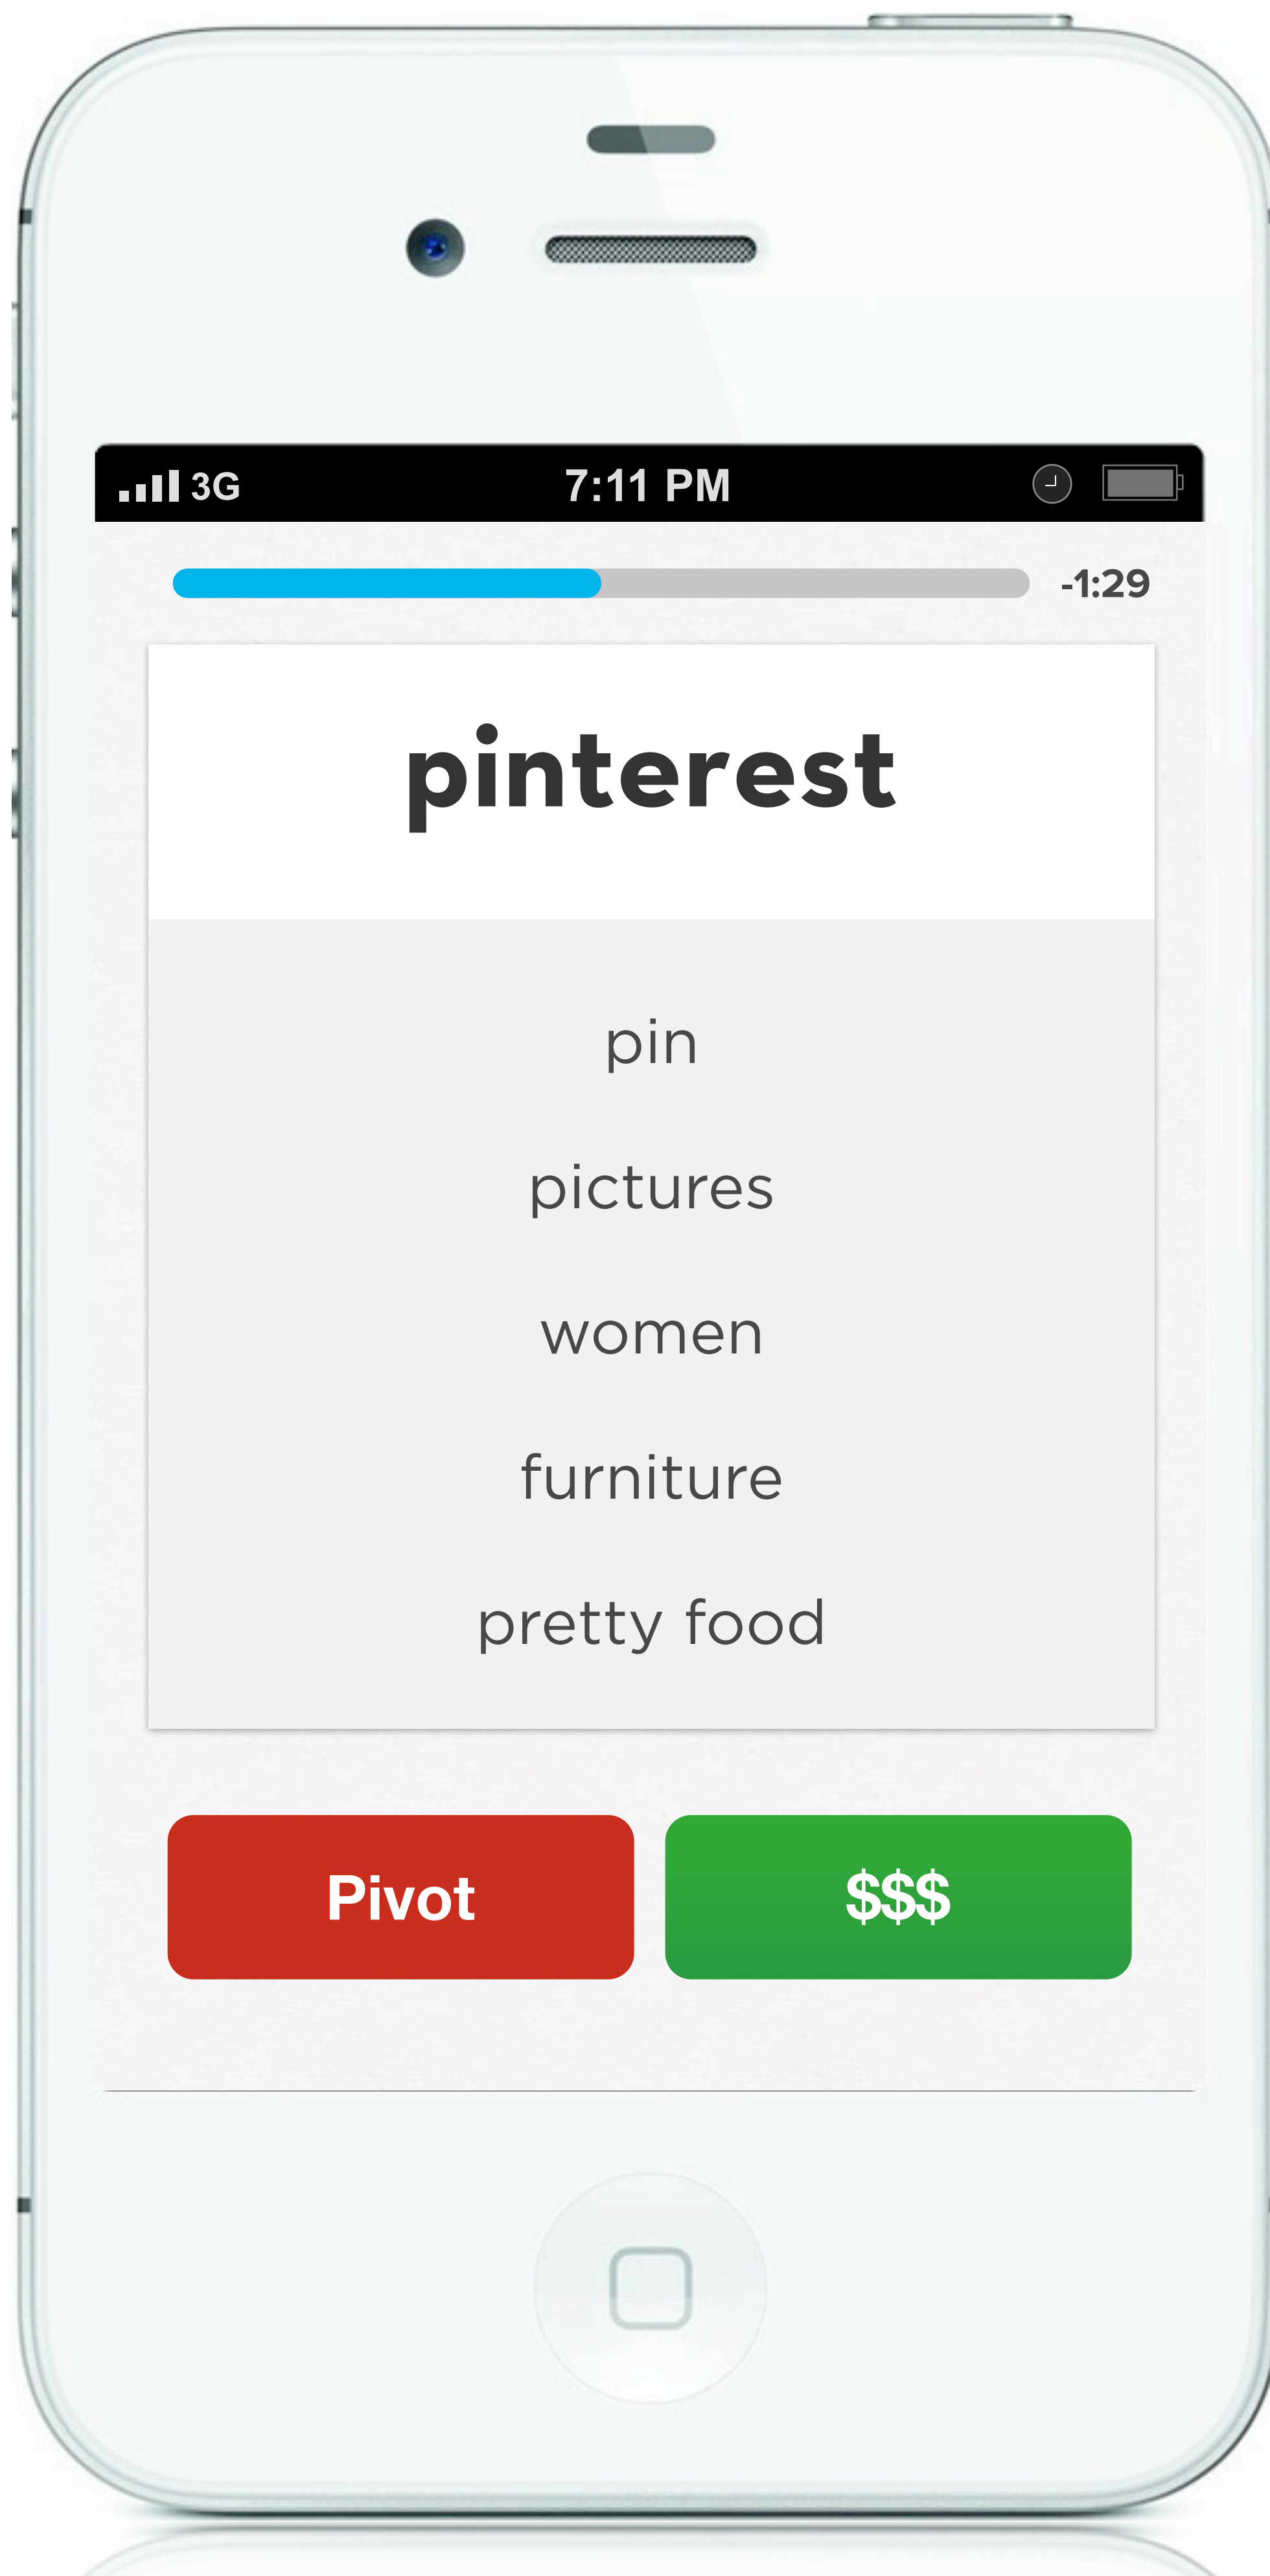 3G 7:11 PM
-1:29
pinterest
pin
pictures
women
furniture
pretty food
Pivot $$$